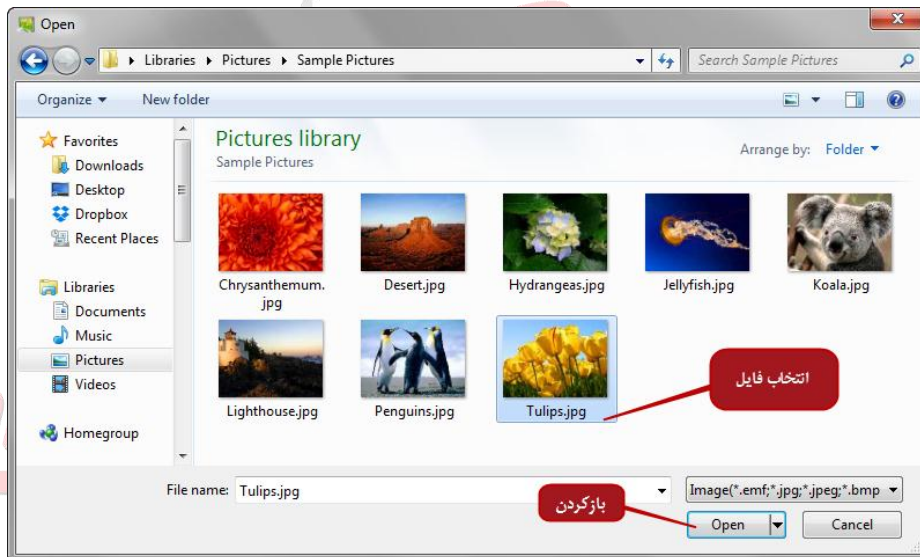 Open
Libraries ▸ Pictures ▸ Sample Pictures
Search Sample Pictures
Organize
New folder
Favorites
Downloads
Desktop
Dropbox
Recent Places
Libraries
Documents
Music
Pictures
Videos
Homegroup
Pictures library
Sample Pictures
Arrange by: Folder
Chrysanthemum.
jpg
Desert.jpg
Hydrangeas.jpg
Jellyfish.jpg
Koala.jpg
Lighthouse.jpg
Penguins.jpg
Tulips.jpg
انتخاب فایل
File name: Tulips.jpg
Image(*.emf;*.jpg;*.jpeg;*.bmp
بازکردن
Open
Cancel